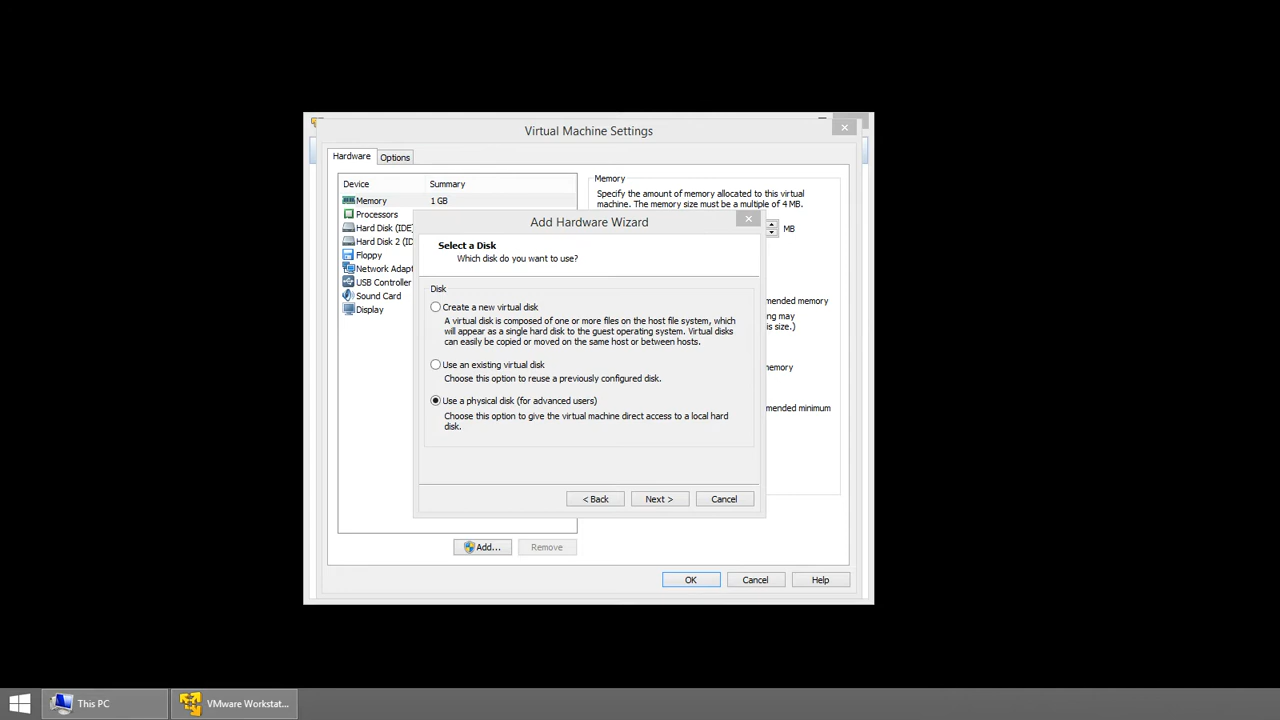 Virtual Machine Settings
Hardware
Options
Device
Summary
Memory
1 GB
Processors
Hard Disk (IDE)
Hard Disk 2 (ID
Floppy
Network Adapt
USB Controller
Sound Card
Display
Memory
Specify the amount of memory allocated to this virtual
machine. The memory size must be a multiple of 4 MB.
MB
mended memory
ng may
is size.)
emory
mended minimum
Add Hardware Wizard
Select a Disk
Which disk do you want to use?
Disk
Create a new virtual disk
A virtual disk is composed of one or more files on the host file system, which
will appear as a single hard disk to the guest operating system. Virtual disks
can easily be copied or moved on the same host or between hosts.
Use an existing virtual disk
Choose this option to reuse a previously configured disk.
Use a physical disk (for advanced users)
Choose this option to give the virtual machine direct access to a local hard
disk.
< Back
Next >
Cancel
Add...
Remove
OK
Cancel
Help
This PC
VMware Workstat...